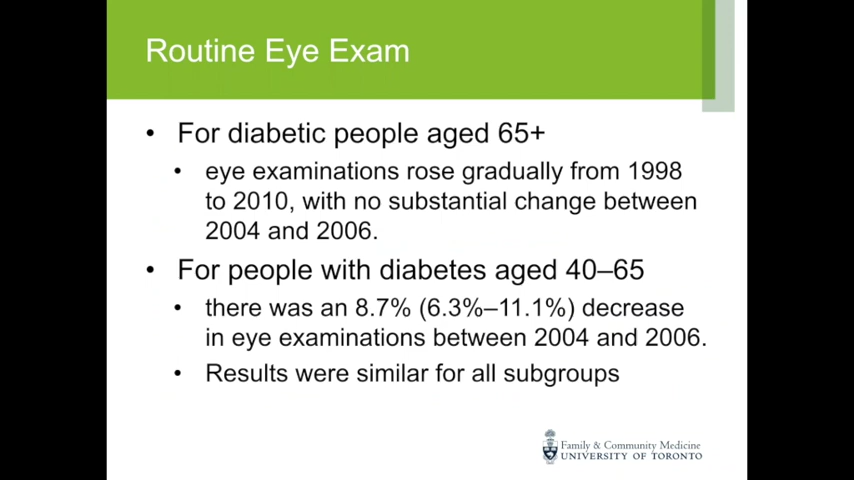 Routine Eye Exam
• For diabetic people aged 65+
• eye examinations rose gradually from 1998
to 2010, with no substantial change between
2004 and 2006.
• For people with diabetes aged 40–65
• there was an 8.7% (6.3%–11.1%) decrease
in eye examinations between 2004 and 2006.
• Results were similar for all subgroups
Family & Community Medicine
UNIVERSITY OF TORONTO